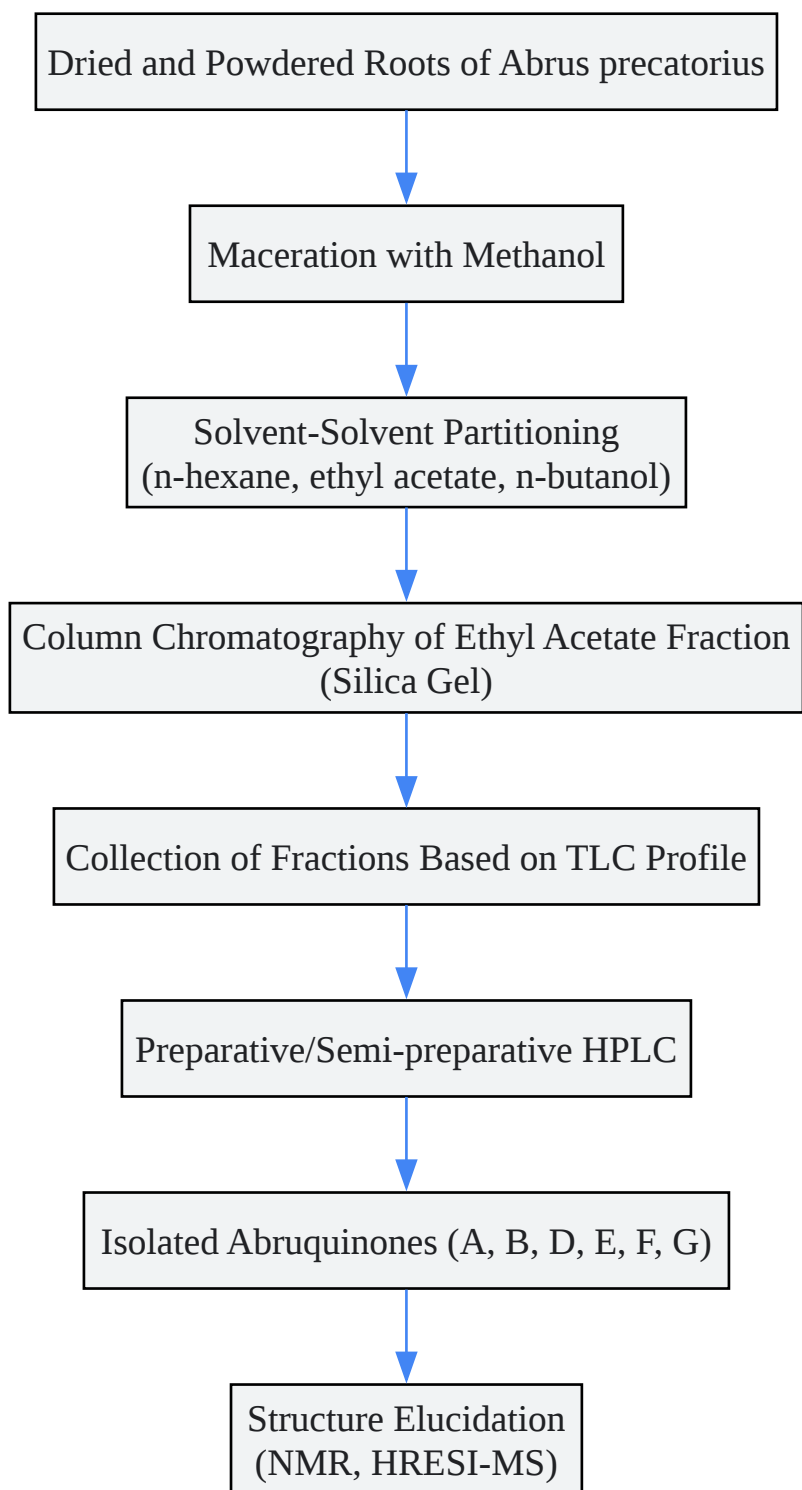 Dried and Powdered Roots of Abrus precatorius
Maceration with Methanol
Solvent-Solvent Partitioning
(n-hexane, ethyl acetate, n-butanol)
Column Chromatography of Ethyl Acetate Fraction
(Silica Gel)
Collection of Fractions Based on TLC Profile
Preparative/Semi-preparative HPLC
Isolated Abruquinones (A, B, D, E, F, G)
Structure Elucidation
(NMR, HRESI-MS)